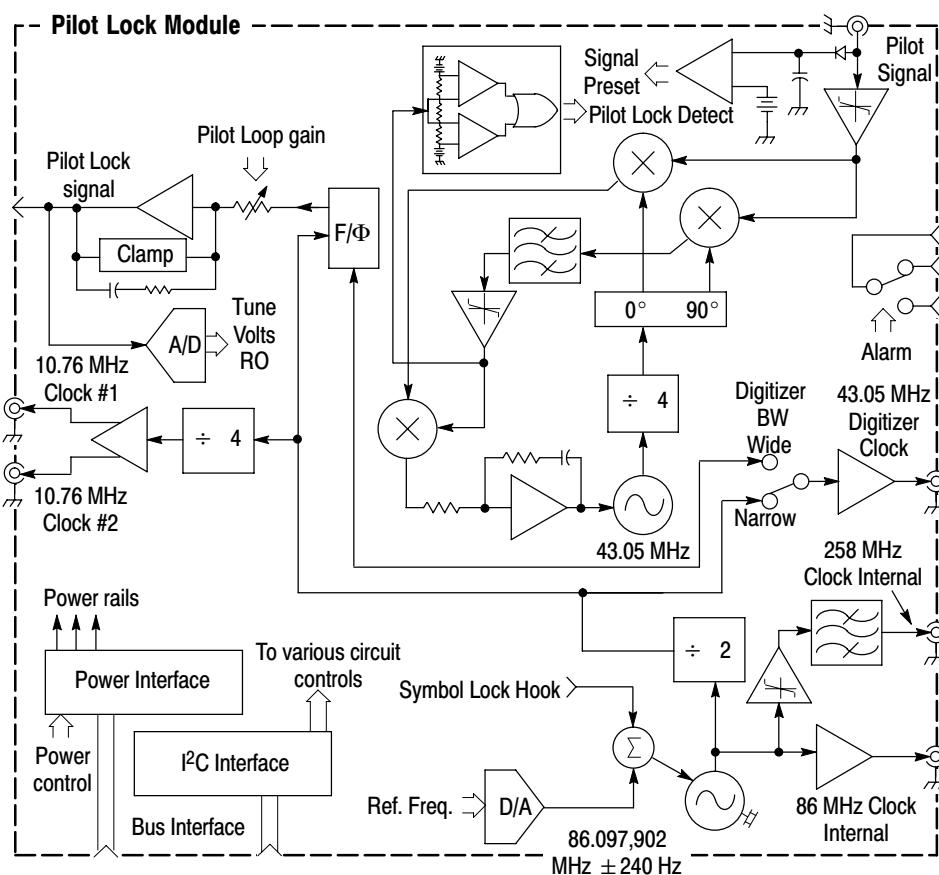 Pilot Lock Module
Signal
Preset
Pilot
Signal
Pilot Lock Detect
Pilot Loop gain
Pilot Lock
signal
F/Φ
Clamp
0° 90°
A/D
Tune
Volts
RO
Alarm
10.76 MHz
Clock #1
÷ 4
÷ 4
Digitizer
BW
Wide
43.05 MHz
Digitizer
Clock
10.76 MHz
Clock #2
Narrow
43.05 MHz
258 MHz
Clock Internal
Power rails
Power Interface
To various circuit
controls
÷ 2
Symbol Lock Hook
Power
control
I²C Interface
Σ
Ref. Freq.
D/A
Bus Interface
86 MHz Clock
Internal
86.097,902
MHz ± 240 Hz